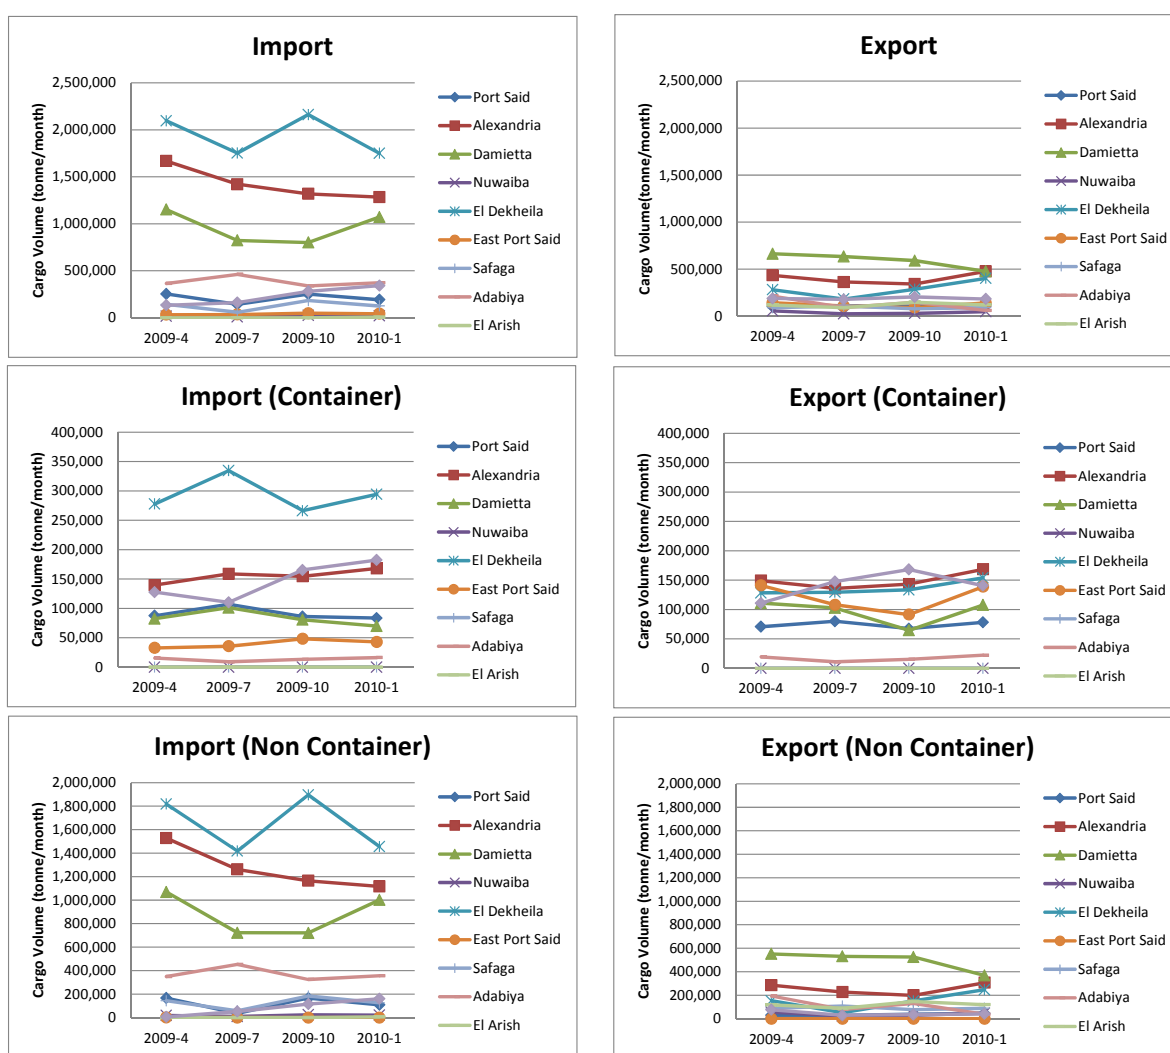 Import
Cargo Volume (tonne/month)
2,500,000
2,000,000
1,500,000
1,000,000
500,000
0
2009-4 2009-7 2009-10 2010-1
Port Said
Alexandria
Damietta
Nuwaiba
El Dekheila
East Port Said
Safaga
Adabiya
El Arish
Export
Cargo Volume(tonne/month)
2,500,000
2,000,000
1,500,000
1,000,000
500,000
0
2009-4 2009-7 2009-10 2010-1
Port Said
Alexandria
Damietta
Nuwaiba
El Dekheila
East Port Said
Safaga
Adabiya
El Arish
Import (Container)
Cargo Volume (tonne/month)
400,000
350,000
300,000
250,000
200,000
150,000
100,000
50,000
0
2009-4 2009-7 2009-10 2010-1
Port Said
Alexandria
Damietta
Nuwaiba
El Dekheila
East Port Said
Safaga
Adabiya
El Arish
Export (Container)
Cargo Volume (tonne/month)
400,000
350,000
300,000
250,000
200,000
150,000
100,000
50,000
0
2009-4 2009-7 2009-10 2010-1
Port Said
Alexandria
Damietta
Nuwaiba
El Dekheila
East Port Said
Safaga
Adabiya
El Arish
Import (Non Container)
Cargo Volume (tonne/month)
2,000,000
1,800,000
1,600,000
1,400,000
1,200,000
1,000,000
800,000
600,000
400,000
200,000
0
2009-4 2009-7 2009-10 2010-1
Port Said
Alexandria
Damietta
Nuwaiba
El Dekheila
East Port Said
Safaga
Adabiya
El Arish
Export (Non Container)
Cargo Volume (tonne/month)
2,000,000
1,800,000
1,600,000
1,400,000
1,200,000
1,000,000
800,000
600,000
400,000
200,000
0
2009-4 2009-7 2009-10 2010-1
Port Said
Alexandria
Damietta
Nuwaiba
El Dekheila
East Port Said
Safaga
Adabiya
El Arish